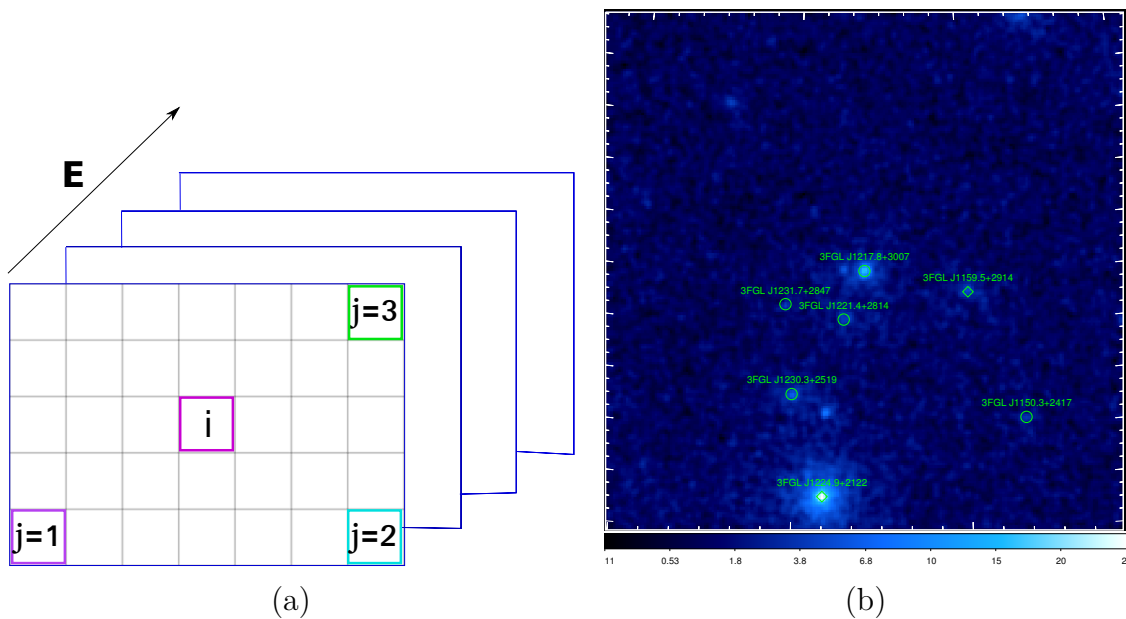 E
j=3
i
j=1
j=2
(a)
3FGL J1217.8+3007
3FGL J1159.5+2914
3FGL J1231.7+2847
3FGL J1221.4+2814
3FGL J1230.3+2519
3FGL J1150.3+2417
3FGL J1224.9+2122
11 0.53 1.8 3.8 6.8 10 15 20 2
(b)